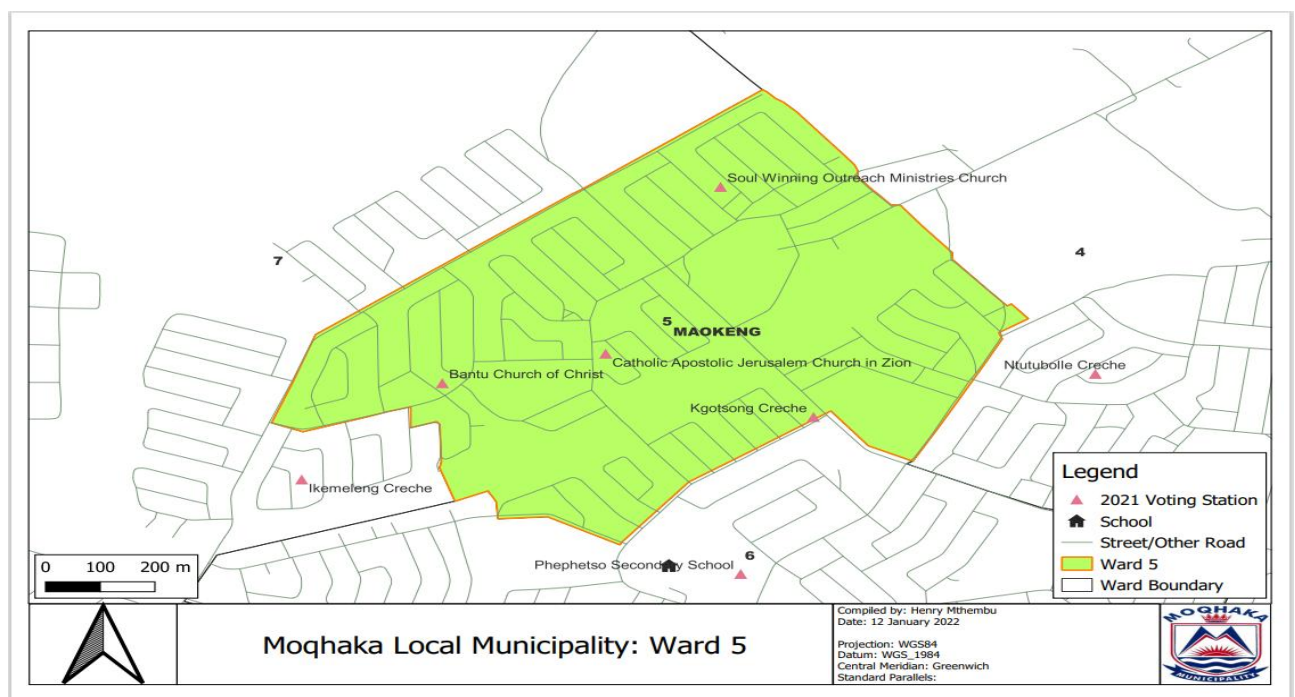 Soul Winning Outreach Ministries Church
7
4
5
MAOKENG
Catholic Apostolic Jerusalem Church in Zion
Bantu Church of Christ
Ntutubolle Creche
Kgotsong Creche
Ikemeleng Creche
6
Phephetso Secondary School
Legend
2021 Voting Station
School
Street/Other Road
Ward 5
Ward Boundary
0 100 200 m
Moqhaka Local Municipality: Ward 5
Compiled by: Henry Mthembu
Date: 12 January 2022
Projection: WGS84
Datum: WGS_1984
Central Meridian: Greenwich
Standard Parallels:
MOQHAKA
MUNICIPALITY